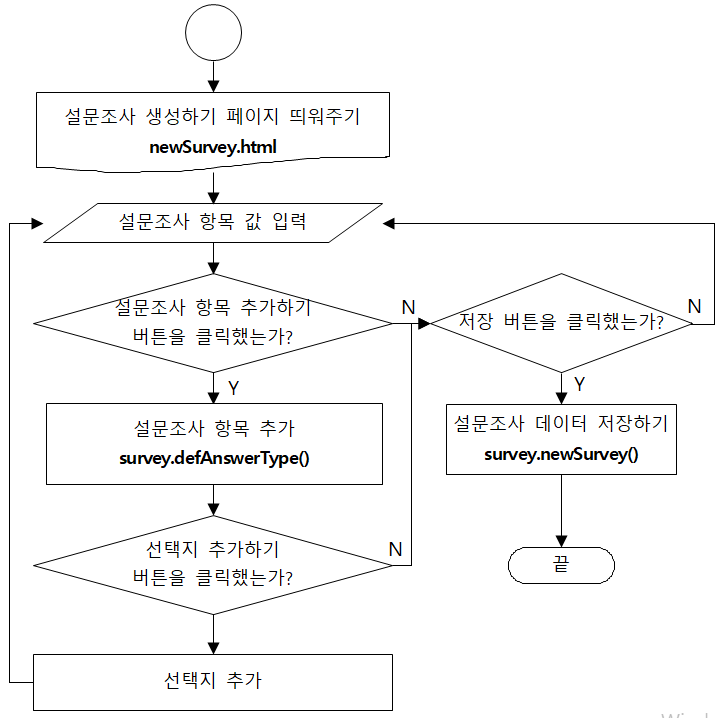 설문조사 생성하기 페이지 띄워주기
newSurvey.html
설문조사 항목 값 입력
설문조사 항목 추가하기
버튼을 클릭했는가?
N
저장 버튼을 클릭했는가?
N
Y
Y
설문조사 항목 추가
survey.defAnswerType()
설문조사 데이터 저장하기
survey.newSurvey()
선택지 추가하기
버튼을 클릭했는가?
N
끝
선택지 추가